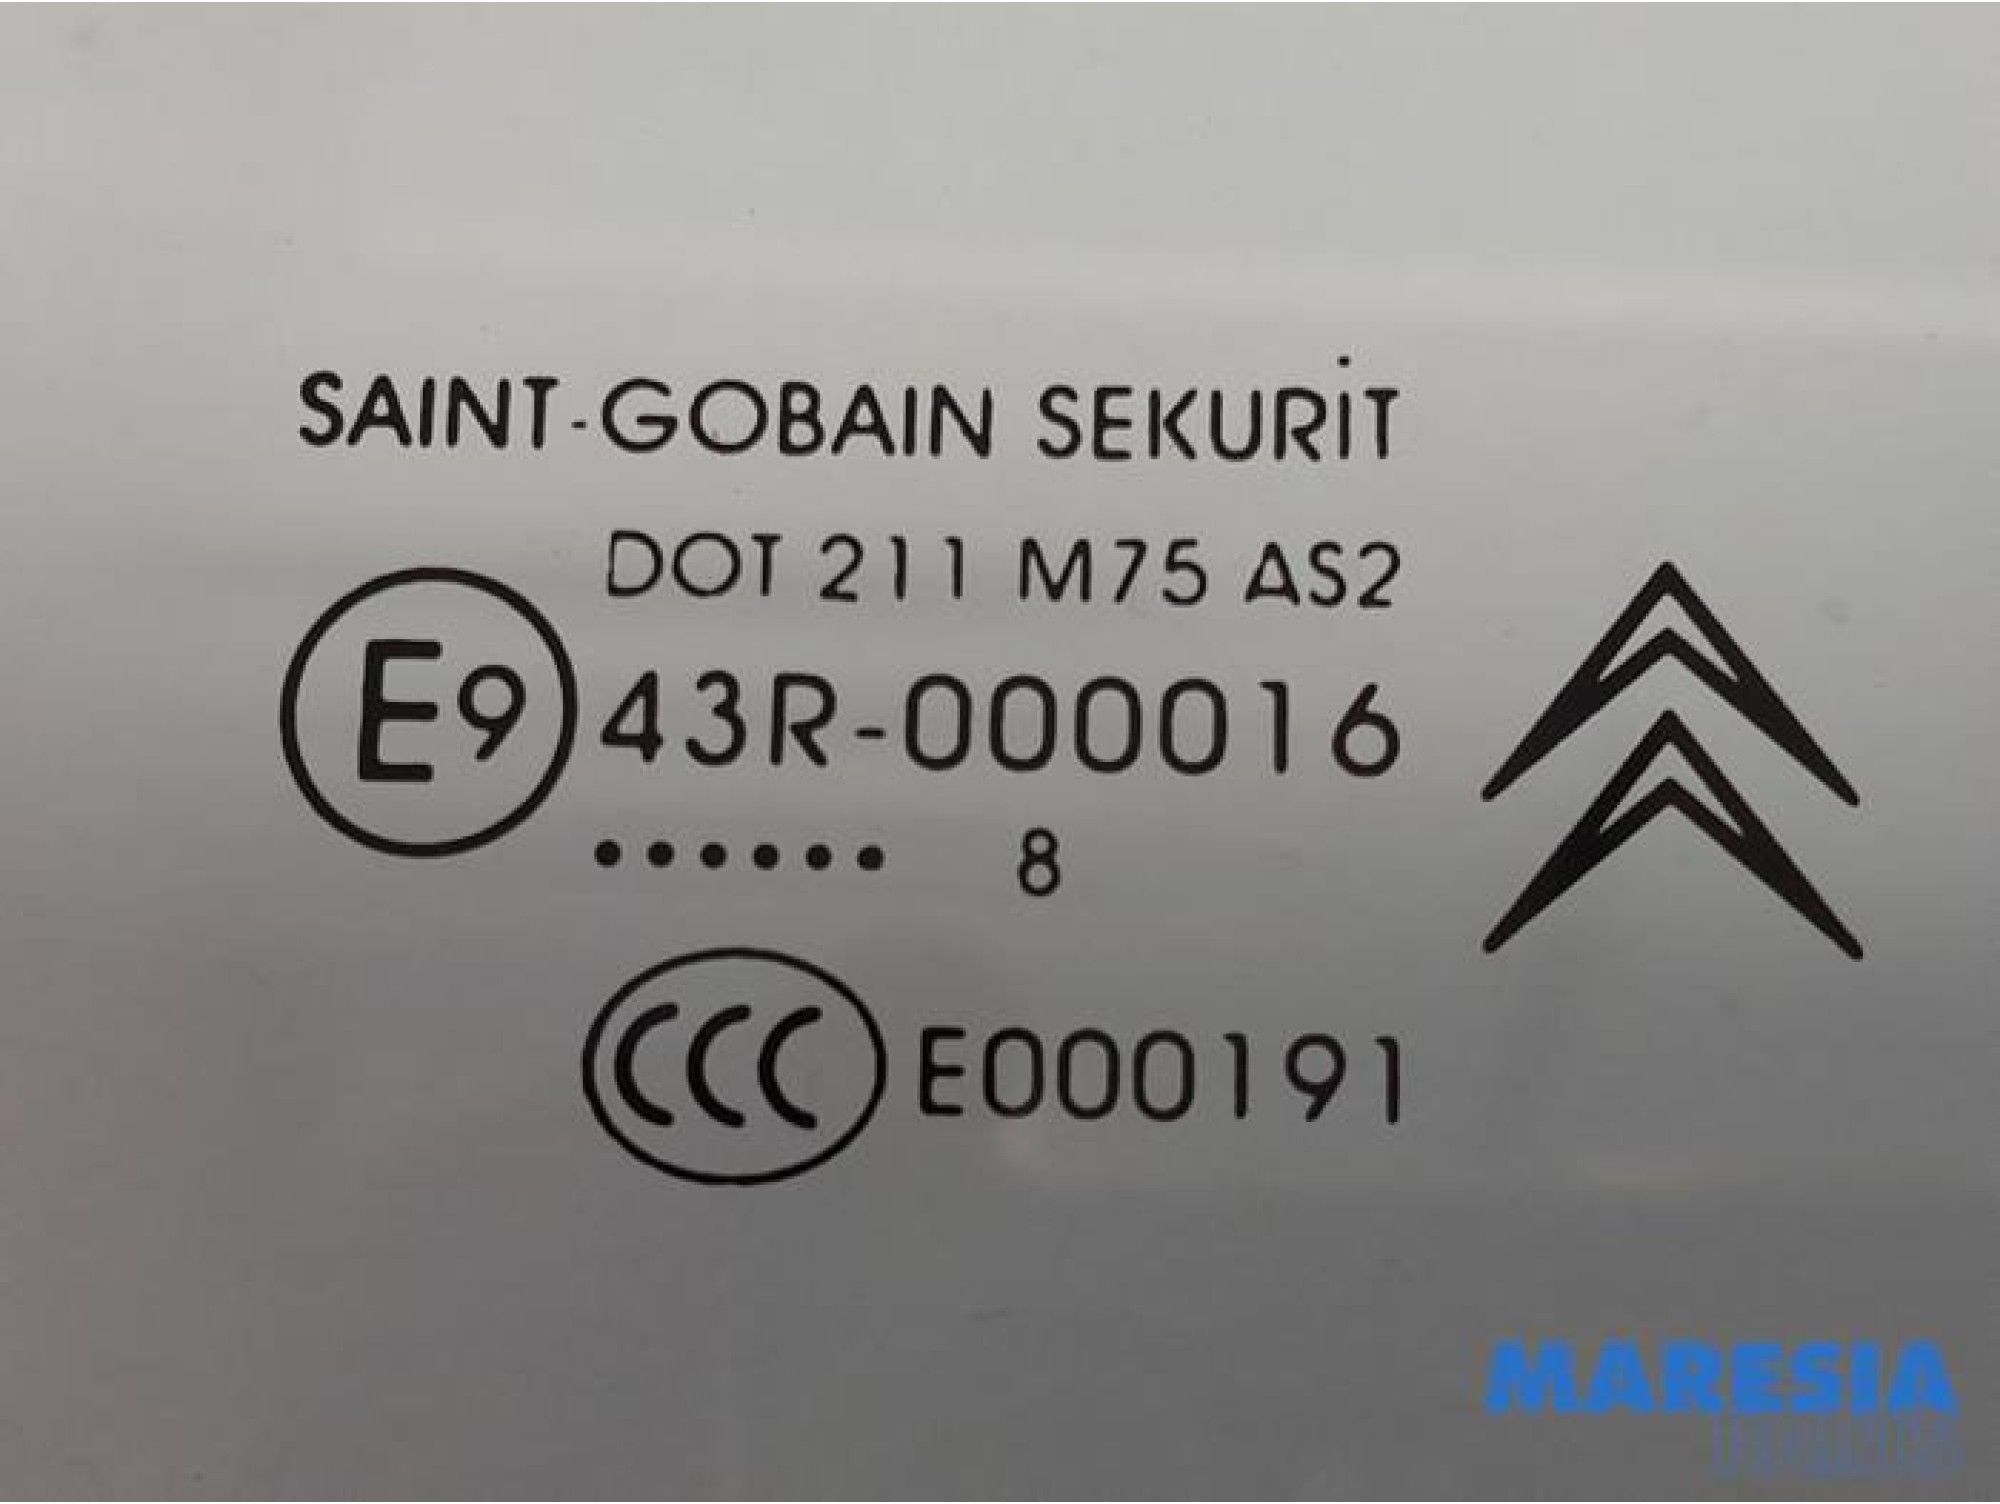 SAINT-GOBAIN SEKURIT
DOT 211 M75 AS2
E9 43R-000016
...... 8
CCC E000191
MARESIA